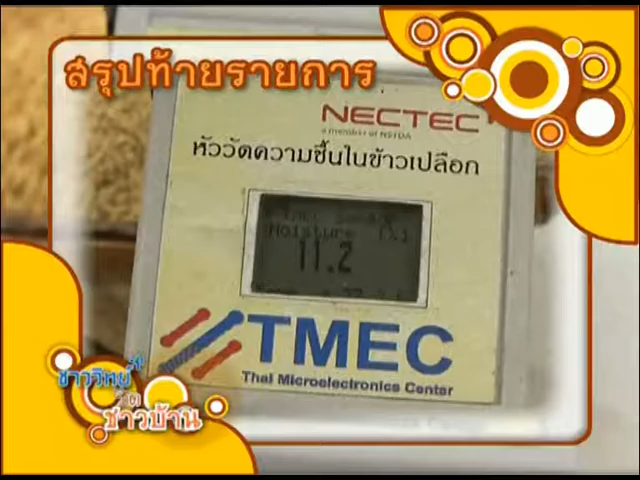 สรุปท้ายรายการ
NECTEC
a member of NSTDA
หัววัดความชื้นในข้าวเปลือก
Moisture [%]
11.2
TMEC
Thai Microelectronics Center
ชาววิทย์
ชาวบ้าน